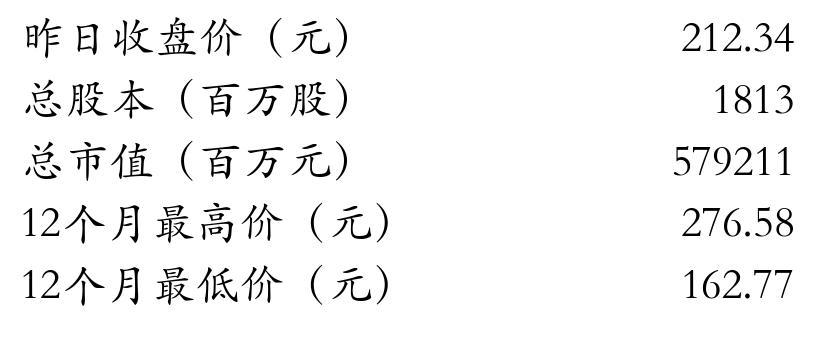 昨日收盘价（元） 212.34
总股本（百万股） 1813
总市值（百万元） 579211
12个月最高价（元） 276.58
12个月最低价（元） 162.77